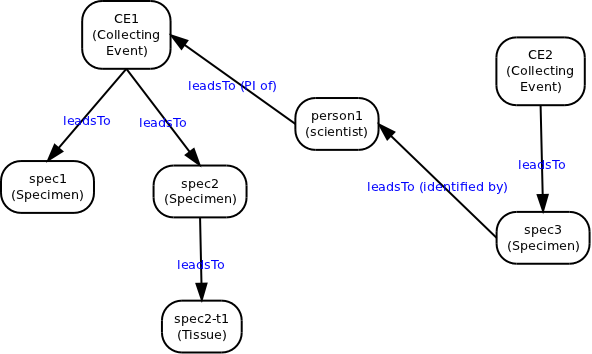 CE1
(Collecting
Event)
CE2
(Collecting
Event)
leadsTo (PI of)
person1
(scientist)
leadsTo
leadsTo
leadsTo
spec1
(Specimen)
spec2
(Specimen)
leadsTo (identified by)
spec3
(Specimen)
leadsTo
spec2-t1
(Tissue)